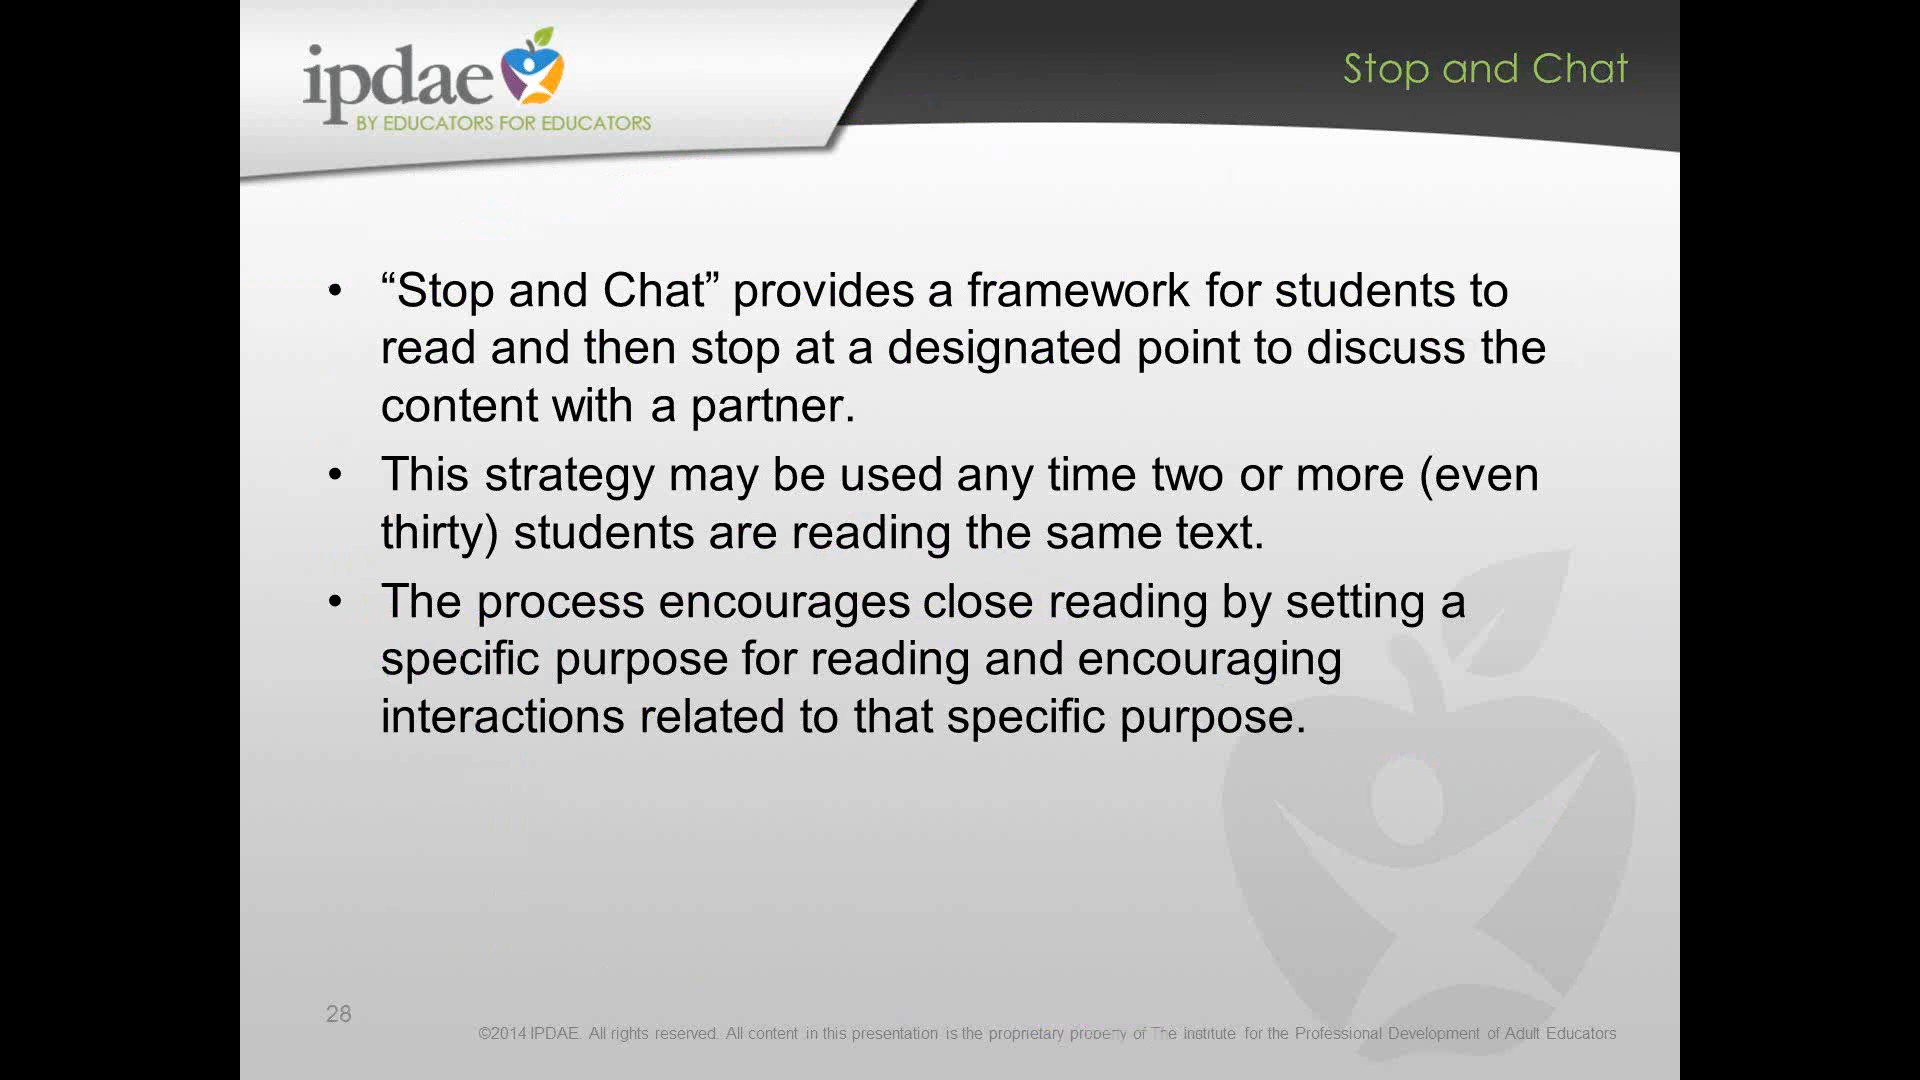 ipdae
BY EDUCATORS FOR EDUCATORS
Stop and Chat
• “Stop and Chat” provides a framework for students to
read and then stop at a designated point to discuss the
content with a partner.
• This strategy may be used any time two or more (even
thirty) students are reading the same text.
• The process encourages close reading by setting a
specific purpose for reading and encouraging
interactions related to that specific purpose.
28
©2014 IPDAE. All rights reserved. All content in this presentation is the proprietary property of The Institute for the Professional Development of Adult Educators